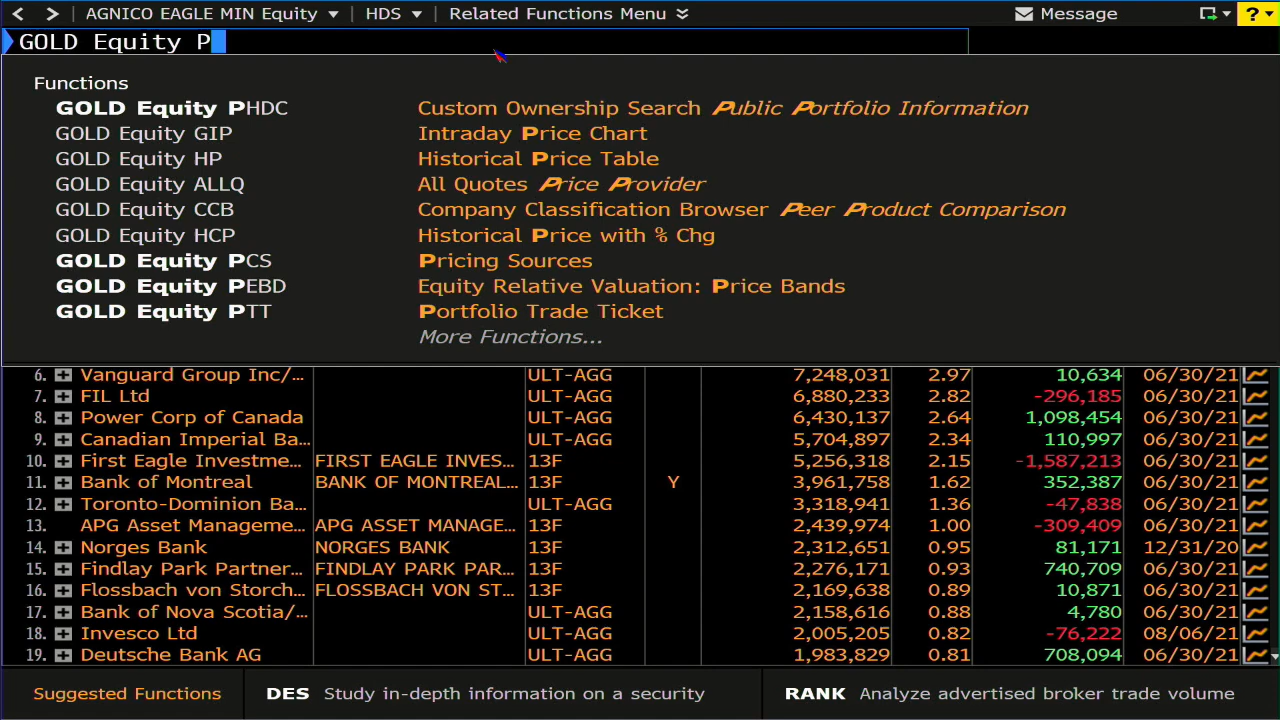 AGNICO EAGLE MIN Equity HDS Related Functions Menu Message ?
GOLD Equity P
Functions
GOLD Equity PHDC Custom Ownership Search Public Portfolio Information
GOLD Equity GIP Intraday Price Chart
GOLD Equity HP Historical Price Table
GOLD Equity ALLQ All Quotes Price Provider
GOLD Equity CCB Company Classification Browser Peer Product Comparison
GOLD Equity HCP Historical Price with % Chg
GOLD Equity PCS Pricing Sources
GOLD Equity PEBD Equity Relative Valuation: Price Bands
GOLD Equity PTT Portfolio Trade Ticket
More Functions...
6. Vanguard Group Inc/... ULT-AGG 7,248,031 2.97 10,634 06/30/21
7. FIL Ltd ULT-AGG 6,880,233 2.82 -296,185 06/30/21
8. Power Corp of Canada ULT-AGG 6,430,137 2.64 1,098,454 06/30/21
9. Canadian Imperial Ba... ULT-AGG 5,704,897 2.34 110,997 06/30/21
10. First Eagle Investme... FIRST EAGLE INVES... 13F 5,256,318 2.15 -1,587,213 06/30/21
11. Bank of Montreal BANK OF MONTREAL... 13F Y 3,961,758 1.62 352,387 06/30/21
12. Toronto-Dominion Ba... ULT-AGG 3,318,941 1.36 -47,838 06/30/21
13. APG Asset Manageme... APG ASSET MANAGE... 13F 2,439,974 1.00 -309,409 06/30/21
14. Norges Bank NORGES BANK 13F 2,312,651 0.95 81,171 12/31/20
15. Findlay Park Partner... FINDLAY PARK PAR... 13F 2,276,171 0.93 740,709 06/30/21
16. Flossbach von Storch... FLOSSBACH VON ST... 13F 2,169,638 0.89 10,871 06/30/21
17. Bank of Nova Scotia/... ULT-AGG 2,158,616 0.88 4,780 06/30/21
18. Invesco Ltd ULT-AGG 2,005,205 0.82 -76,222 08/06/21
19. Deutsche Bank AG ULT-AGG 1,983,829 0.81 708,094 06/30/21
Suggested Functions DES Study in-depth information on a security RANK Analyze advertised broker trade volume